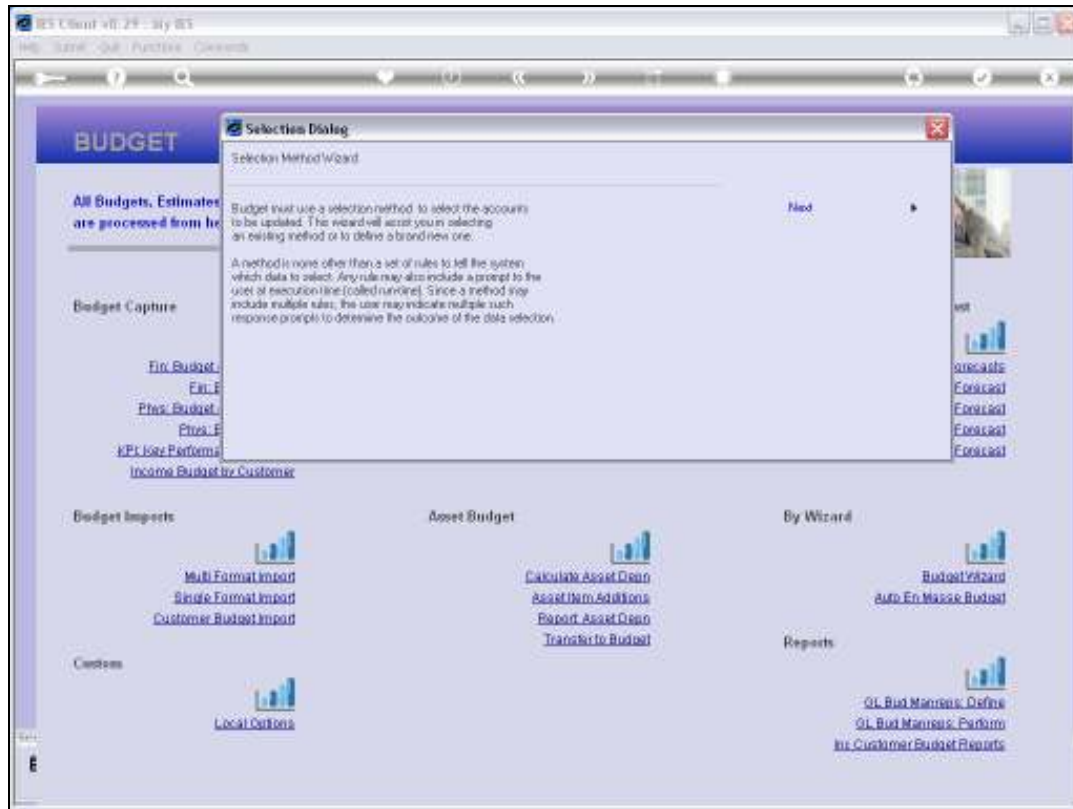 IES Client v8.29 : My IES
Help Submit Quit Functions Commands
BUDGET
All Budgets, Estimates
are processed from he
Selection Dialog
Selection Method Wizard
Budget must use a selection method to select the accounts
to be updated. This wizard will assist you in selecting
an existing method or to define a brand new one.
Next
A method is none other than a set of rules to tell the system
which data to select. Any rule may also include a prompt to the
user at execution time (called runtime). Since a method may
include multiple rules, the user may indicate multiple such
response prompts to determine the outcome of the data selection.
Budget Capture
Fin: Budget
Fin: B
Phys: Budget
Phys: B
KPI: Key Performa
Income Budget by Customer
ast
orecasts
Forecast
Forecast
Forecast
Forecast
Budget Imports
Multi Format Import
Single Format Import
Customer Budget Import
Asset Budget
Calculate Asset Depn
Asset Item Additions
Report Asset Depn
Transfer to Budget
By Wizard
Budget Wizard
Auto En Masse Budget
Custom
Local Options
Reports
GL Bud Manreps: Define
GL Bud Manreps: Perform
Inc Customer Budget Reports